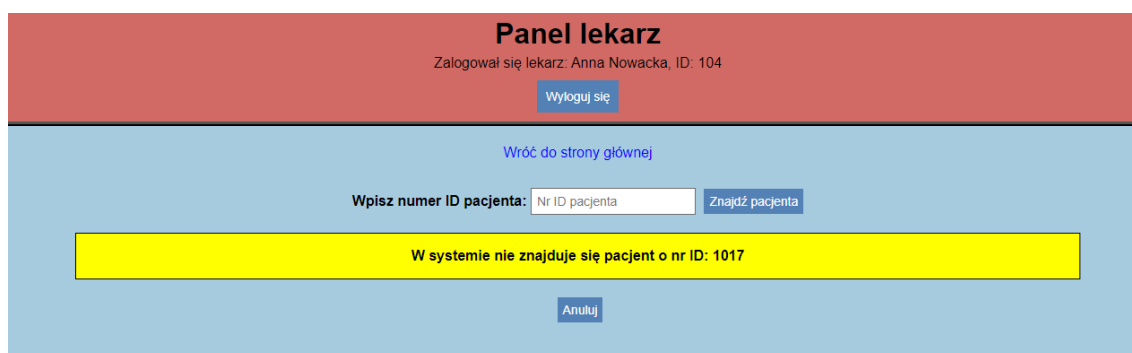 Panel lekarz
Zalogował się lekarz: Anna Nowacka, ID: 104
Wyloguj się
Wróć do strony głównej
Wpisz numer ID pacjenta: Nr ID pacjenta Znajdź pacjenta
W systemie nie znajduje się pacjent o nr ID: 1017
Anuluj